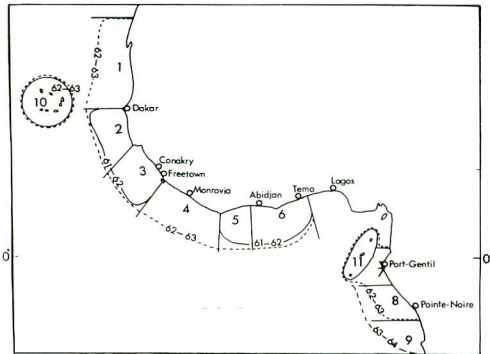 62-63
1
62-63
10
Dakar
2
61-62
3
Conakry
Freetown
Monrovia
Abidjan
Tema
Lagos
4
5
6
62-63
61-62
0°
0
11
Port-Gentil
62-63
8
Pointe-Noire
63-64
9